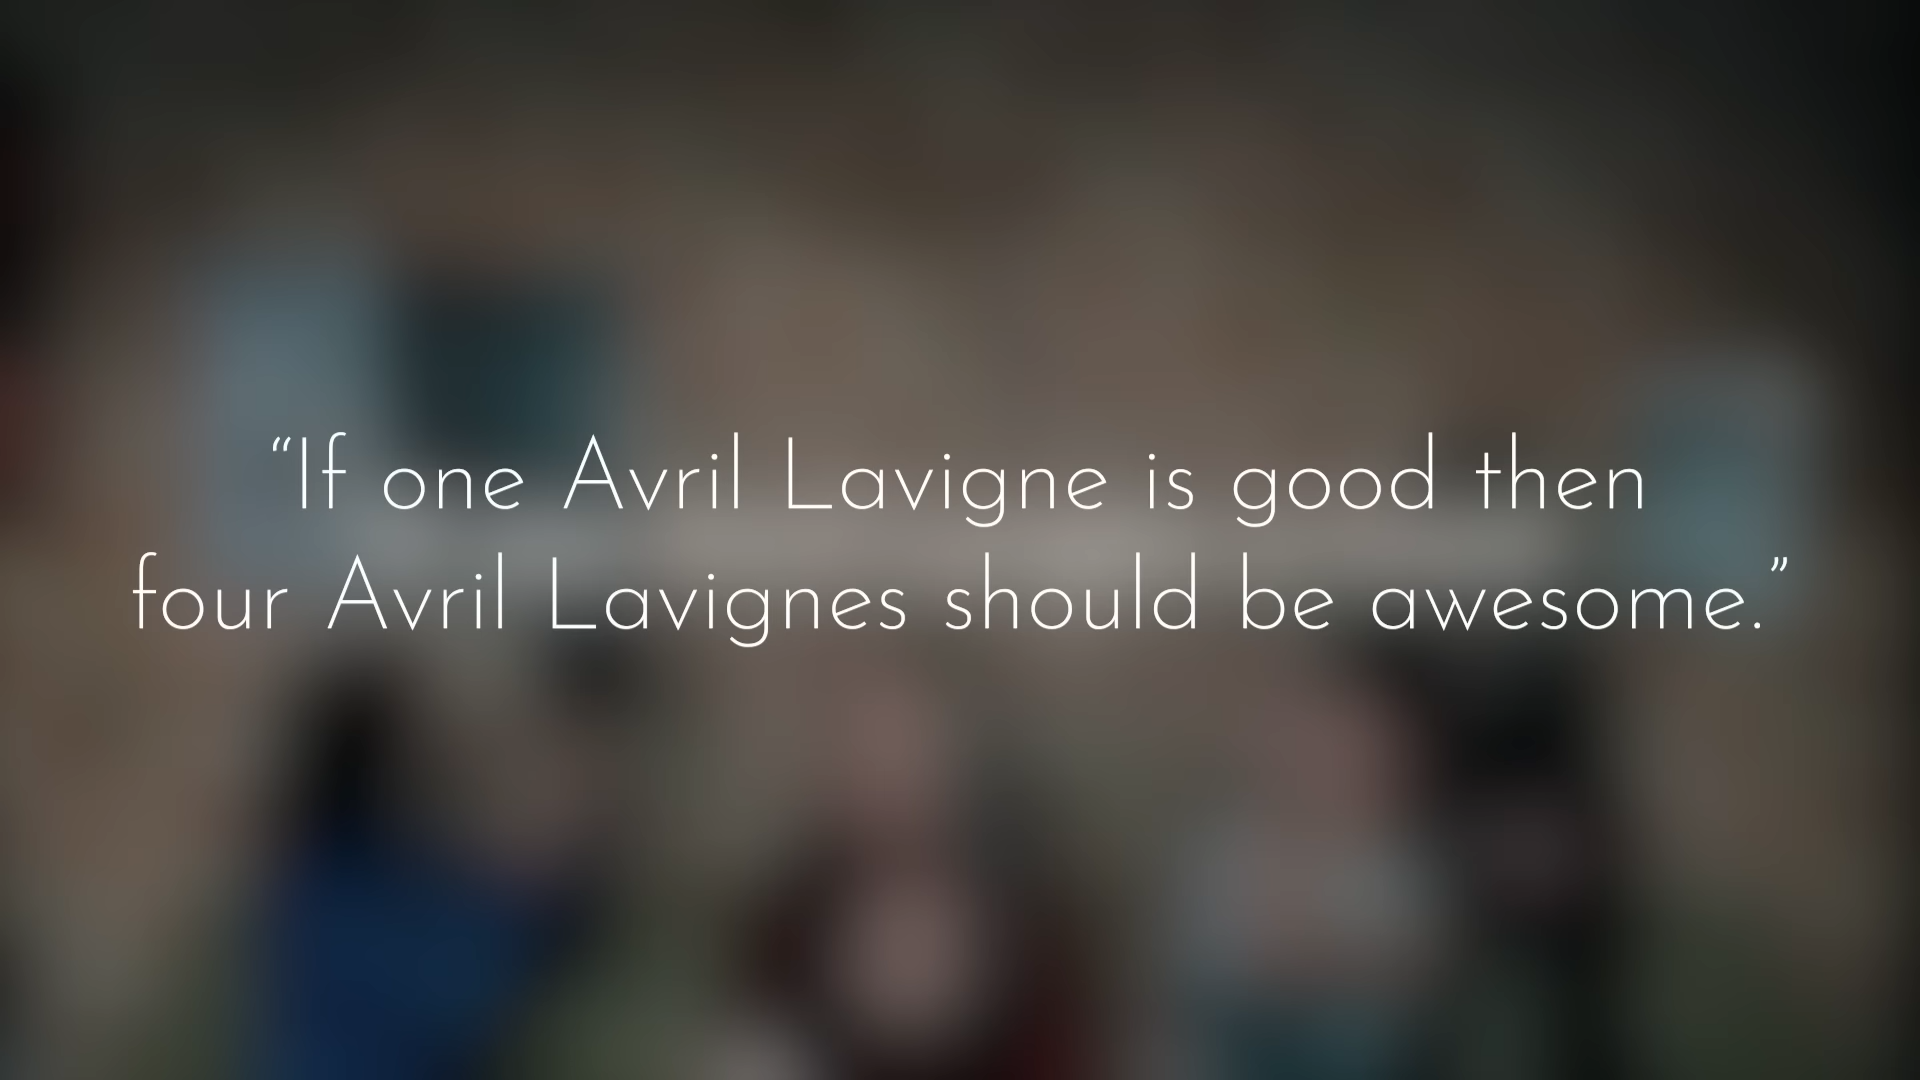 “If one Avril Lavigne is good then
four Avril Lavignes should be awesome.”